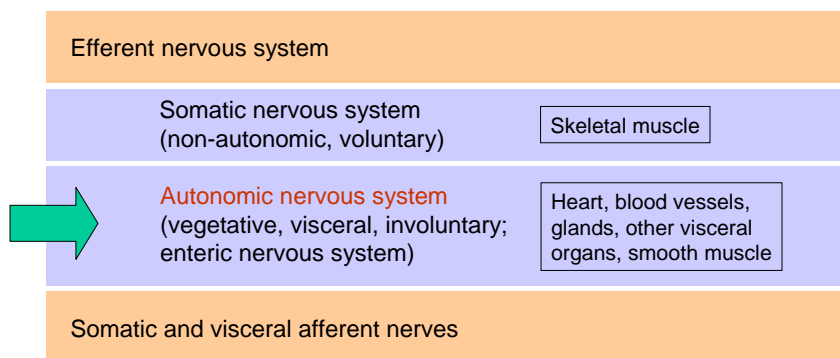 Efferent nervous system
Somatic nervous system
(non-autonomic, voluntary)
Skeletal muscle
Autonomic nervous system
(vegetative, visceral, involuntary;
enteric nervous system)
Heart, blood vessels,
glands, other visceral
organs, smooth muscle
Somatic and visceral afferent nerves